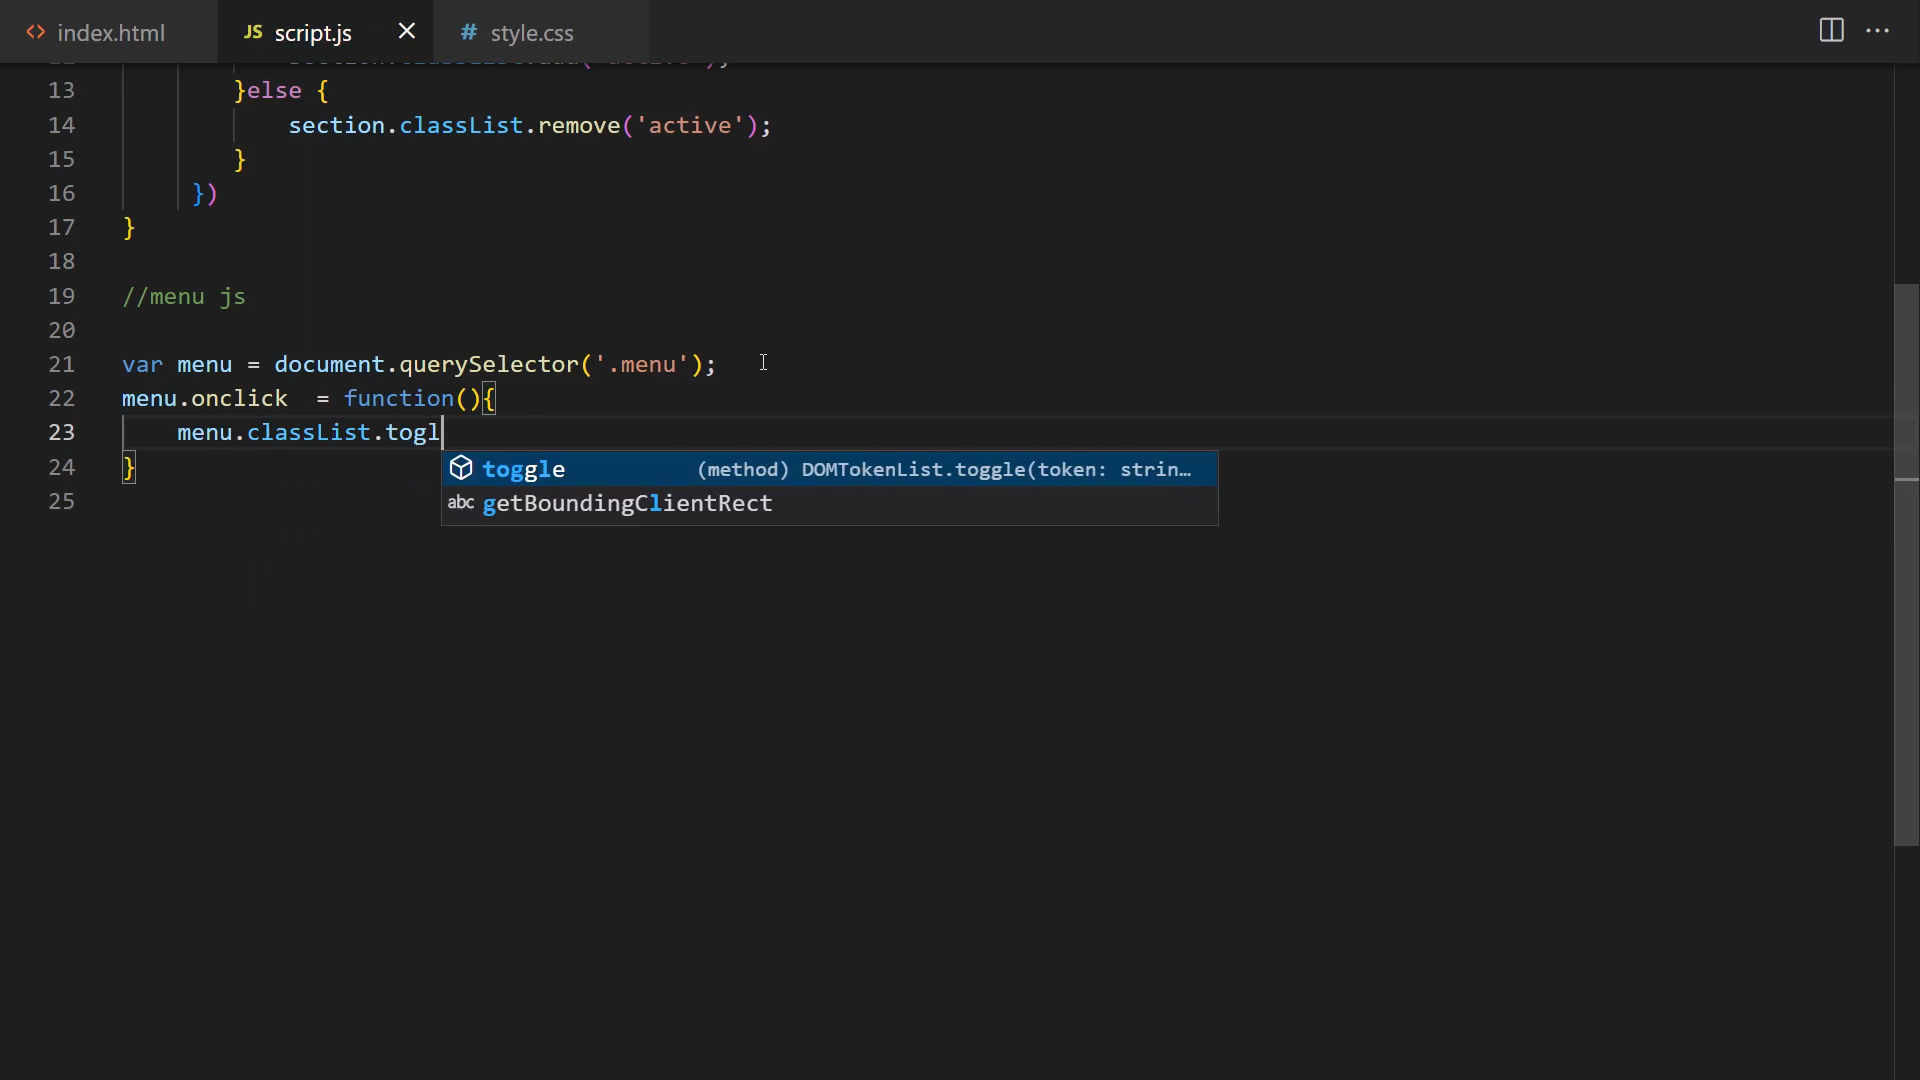 index.html JS script.js # style.css
13 }else {
14 section.classList.remove('active');
15 }
16 })
17 }
18
19 //menu js
20
21 var menu = document.querySelector('.menu');
22 menu.onclick  = function(){
23 menu.classList.togl
24 }
toggle (method) DOMTokenList.toggle(token: strin…
25
abc getBoundingClientRect